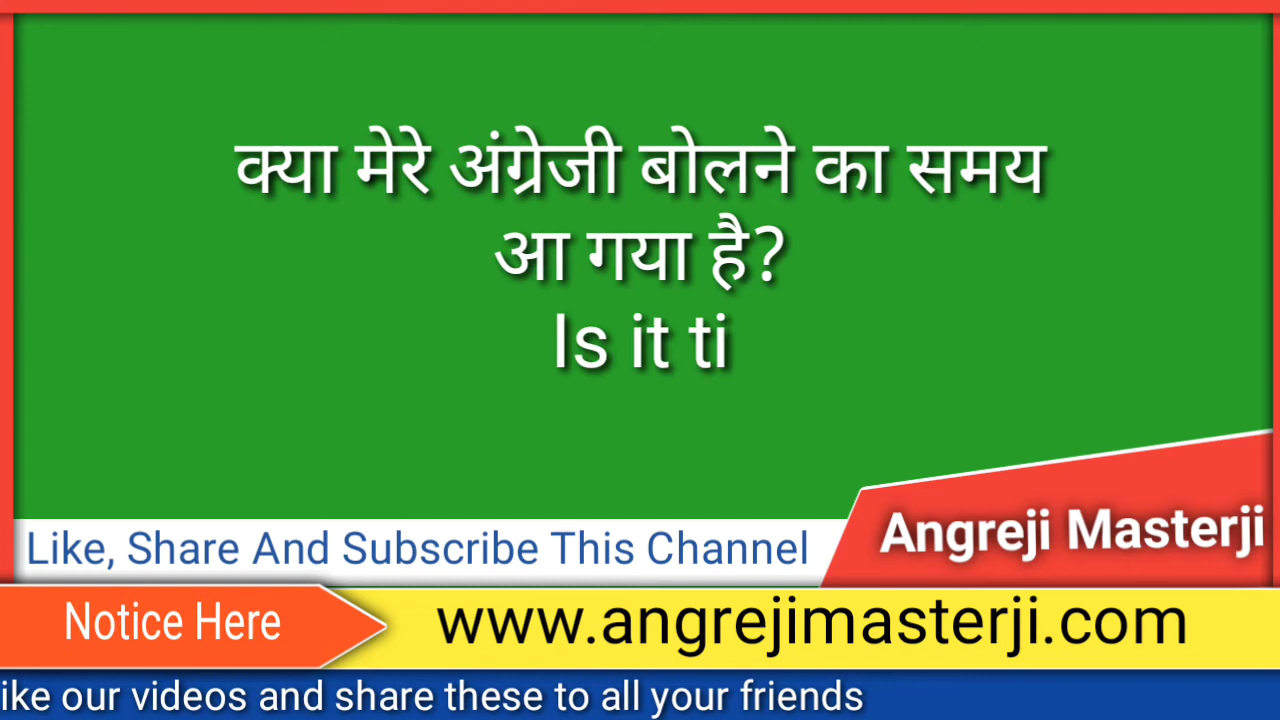 क्या मेरे अंग्रेजी बोलने का समय
आ गया है?
Is it ti
Like, Share And Subscribe This Channel
Angreji Masterji
Notice Here
www.angrejimasterji.com
ike our videos and share these to all your friends